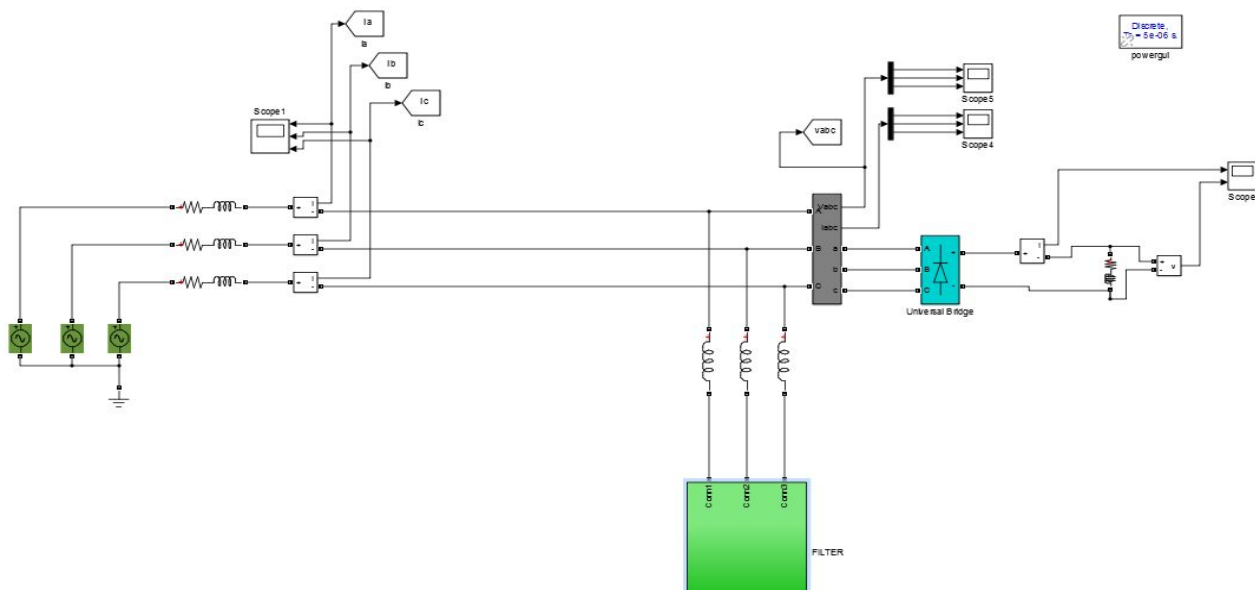 Ia
Ia
Ib
Ib
Ic
Ic
Scope1
Discrete,
Ts = 5e-06 s.
powergui
Scope5
Scope4
vabc
Scope
Vabc
Iabc
A
B
C
a
b
c
A
B
C
+
-
Universal Bridge
i
+
-
i
+
-
i
+
-
i
+
-
+
-
v
Conn1
Conn2
Conn3
FILTER